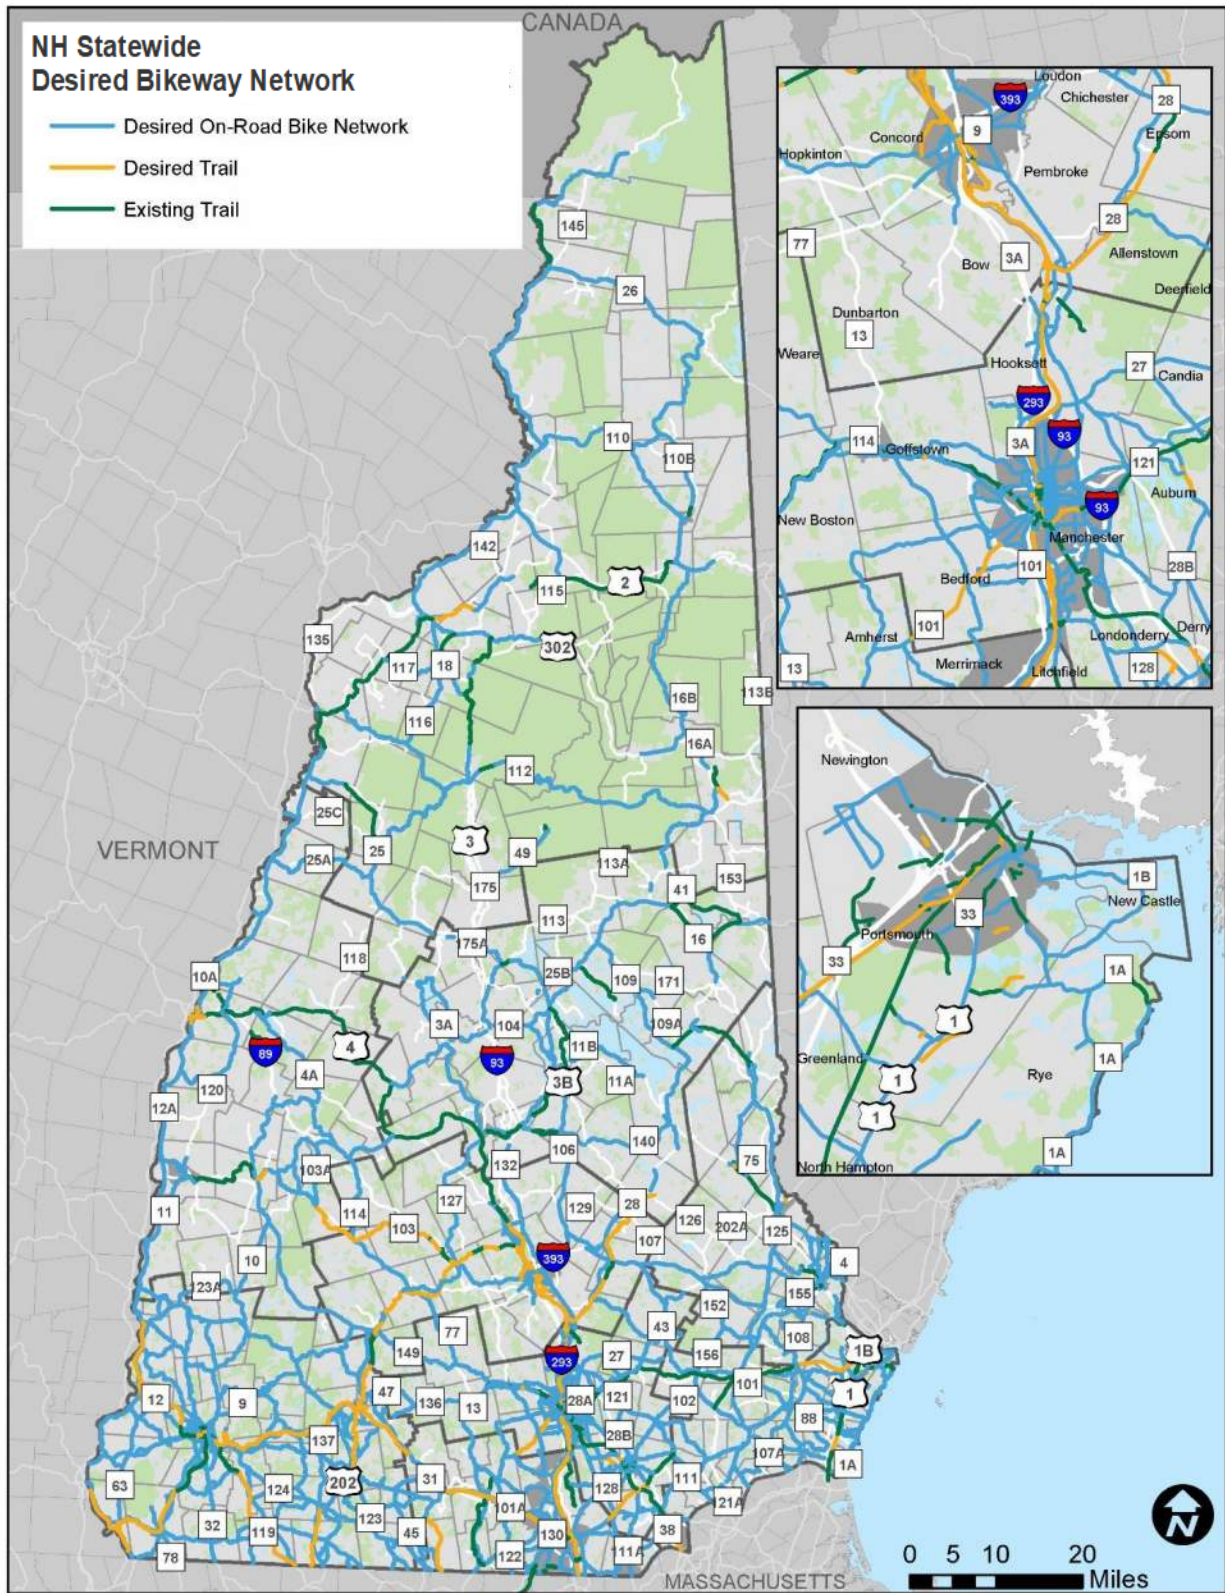 CANADA
NH Statewide
Desired Bikeway Network
Desired On-Road Bike Network
Desired Trail
Existing Trail
145
26
110
110B
142
115
2
135
302
117
18
116
16B
113B
16A
112
25C
3
25
49
25A
113A
153
175
41
VERMONT
113
16
175A
118
10A
25B
109
171
3A
104
109A
4
89
93
11B
3B
11A
4A
120
12A
140
106
132
75
103A
127
114
11
103
129
28
126
202A
125
107
393
10
4
123A
155
152
77
43
108
149
27
156
1B
293
12
9
47
136
13
28A
121
102
101
1
88
137
28B
107A
1A
63
202
31
124
128
111
101A
121A
32
119
123
45
130
38
78
122
111A
MASSACHUSETTS
Loudon
393
Chichester
28
Concord
9
Epsom
Hopkinton
Pembroke
28
77
3A
Bow
Allenstown
Deerfield
Dunbarton
13
Weare
Hooksett
27
Candia
293
3A
93
114
Goffstown
121
Auburn
93
New Boston
Manchester
101
28B
Bedford
101
Amherst
Londonderry
Derry
Merrimack
13
Litchfield
128
Newington
1B
New Castle
33
Portsmouth
33
1A
1
Greenland
1A
Rye
1
1
1A
North Hampton
N
0 5 10 20
Miles